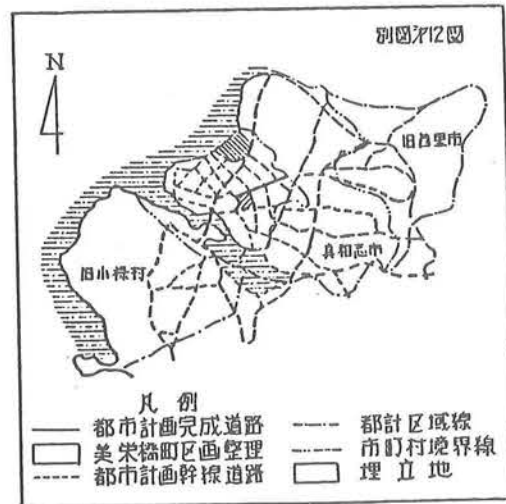 別図㐧12図
N
旧首里市
真和志市
旧小禄村
凡例
都市計画完成道路
美栄橋町区画整理
都市計画幹線道路
都計区域線
市町村境界線
埋立地